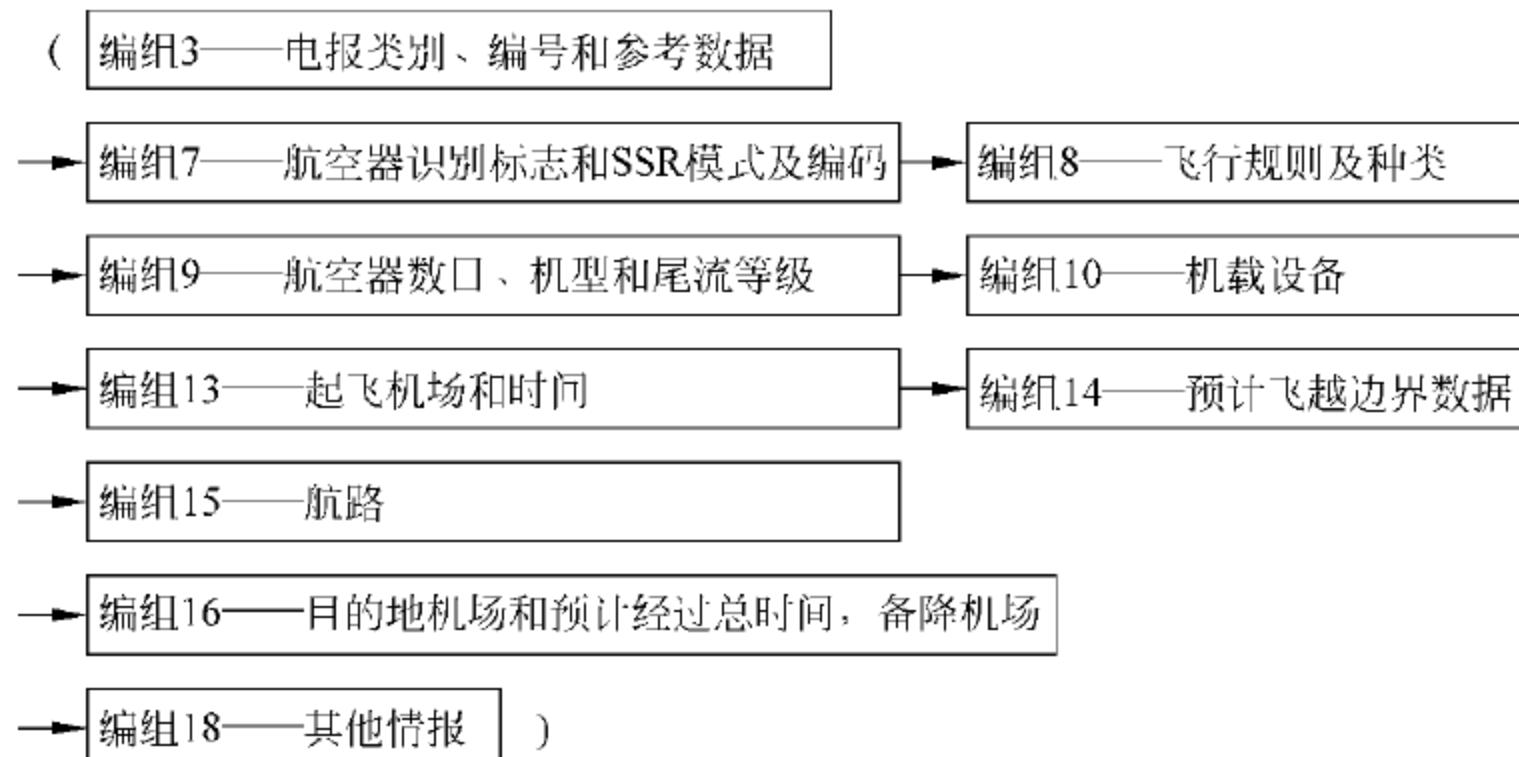 ( 编组3——电报类别、编号和参考数据
编组7——航空器识别标志和SSR模式及编码 编组8——飞行规则及种类
编组9——航空器数目、机型和尾流等级 编组10——机载设备
编组13——起飞机场和时间 编组14——预计飞越边界数据
编组15——航路
编组16——目的地机场和预计经过总时间，备降机场
编组18——其他情报 )